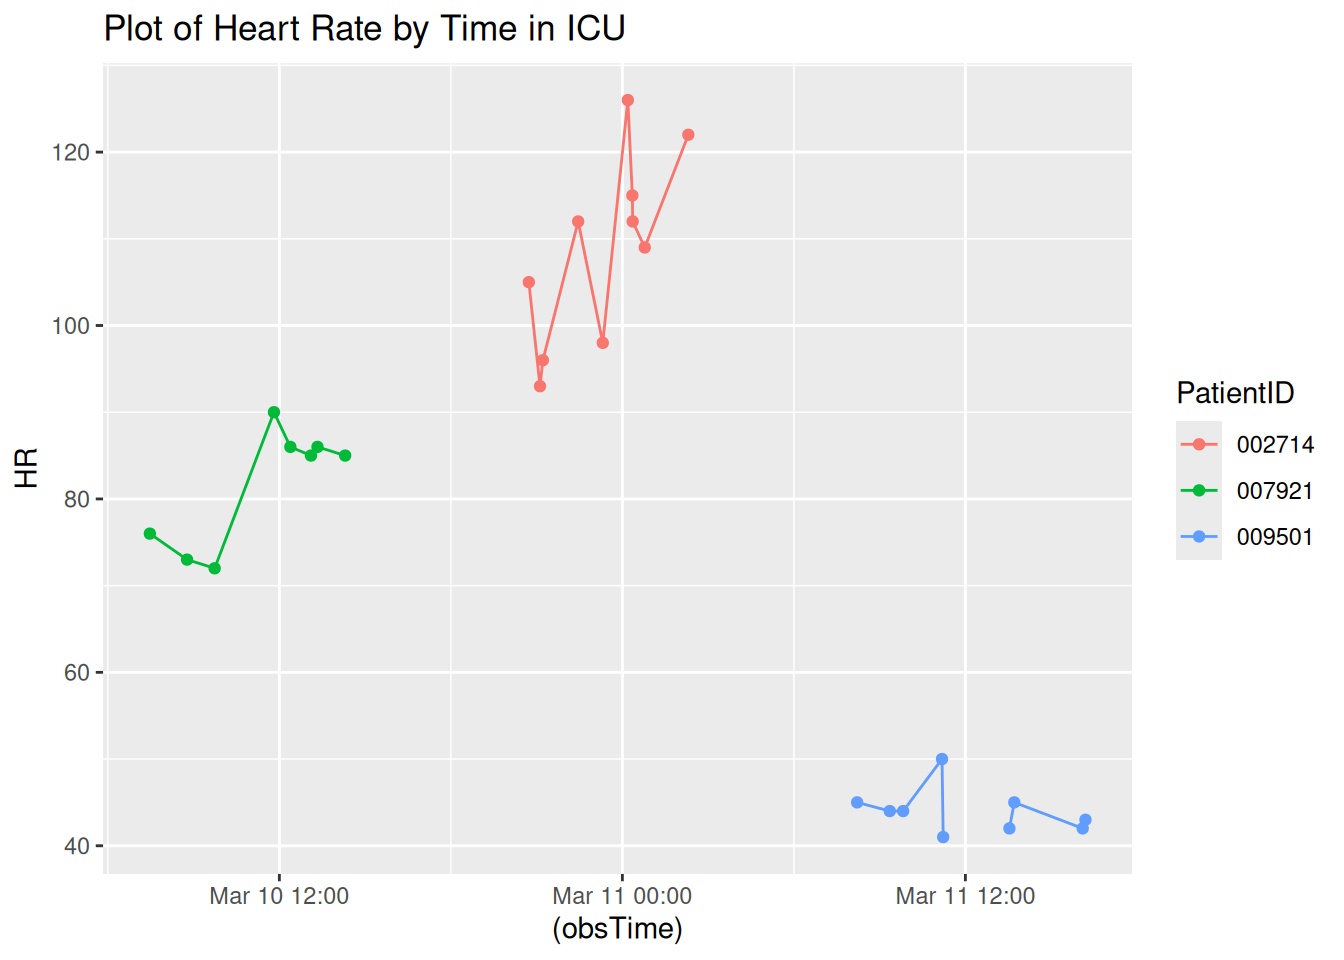 Plot of Heart Rate by Time in ICU
120
100
80
60
40
HR
Mar 10 12:00
Mar 11 00:00
Mar 11 12:00
(obsTime)
PatientID
002714
007921
009501